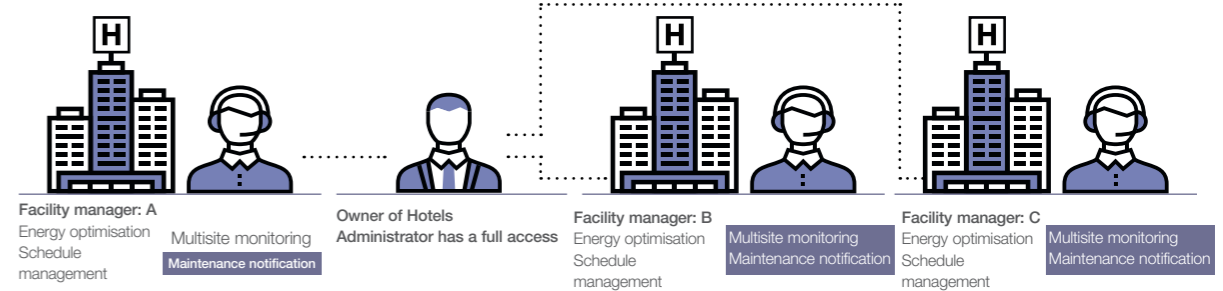 H
H
H
Facility manager: A
Energy optimisation
Schedule
management
Multisite monitoring
Maintenance notification
Owner of Hotels
Administrator has a full access
Facility manager: B
Energy optimisation
Schedule
management
Multisite monitoring
Maintenance notification
Facility manager: C
Energy optimisation
Schedule
management
Multisite monitoring
Maintenance notification